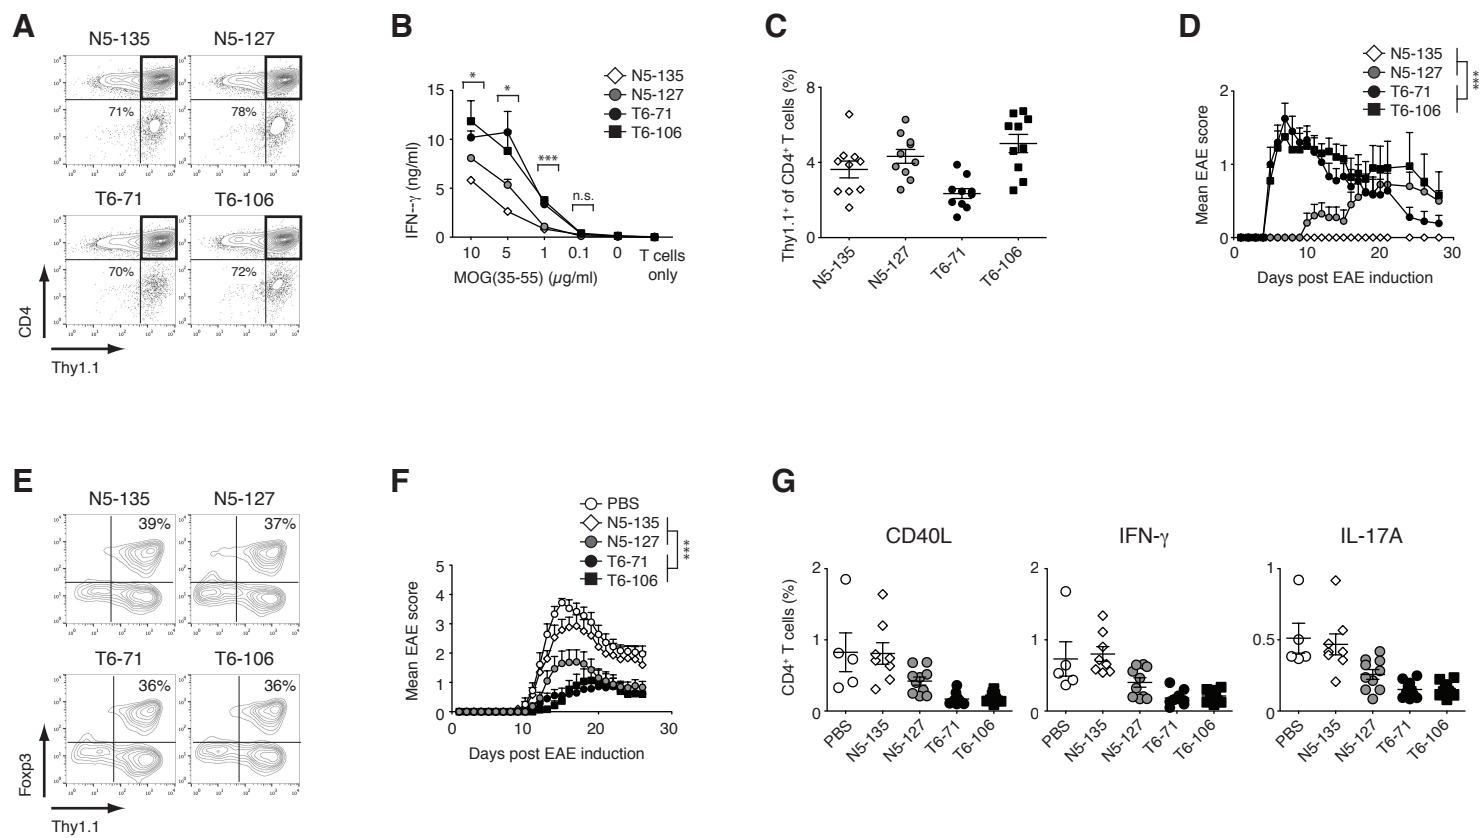 A
N5-135
N5-127
71%
78%
T6-71
T6-106
70%
72%
CD4
Thy1.1
B
N5-135
N5-127
T6-71
T6-106
*
*
***
n.s.
IFN--γ (ng/ml)
15
10
5
0
10 5 1 0.1 0 T cells
only
MOG(35-55) (µg/ml)
C
Thy1.1⁺ of CD4⁺ T cells (%)
8
4
0
N5-135
N5-127
T6-71
T6-106
D
N5-135
N5-127
T6-71
T6-106
***
Mean EAE score
2
1
0
0 10 20 30
Days post EAE induction
E
N5-135
N5-127
39%
37%
T6-71
T6-106
36%
36%
Foxp3
Thy1.1
F
PBS
N5-135
N5-127
T6-71
T6-106
***
Mean EAE score
5
4
3
2
1
0
0 10 20 30
Days post EAE induction
G
CD40L
CD4⁺ T cells (%)
2
1
0
PBS
N5-135
N5-127
T6-71
T6-106
IFN-γ
2
1
0
PBS
N5-135
N5-127
T6-71
T6-106
IL-17A
1
0.5
0
PBS
N5-135
N5-127
T6-71
T6-106